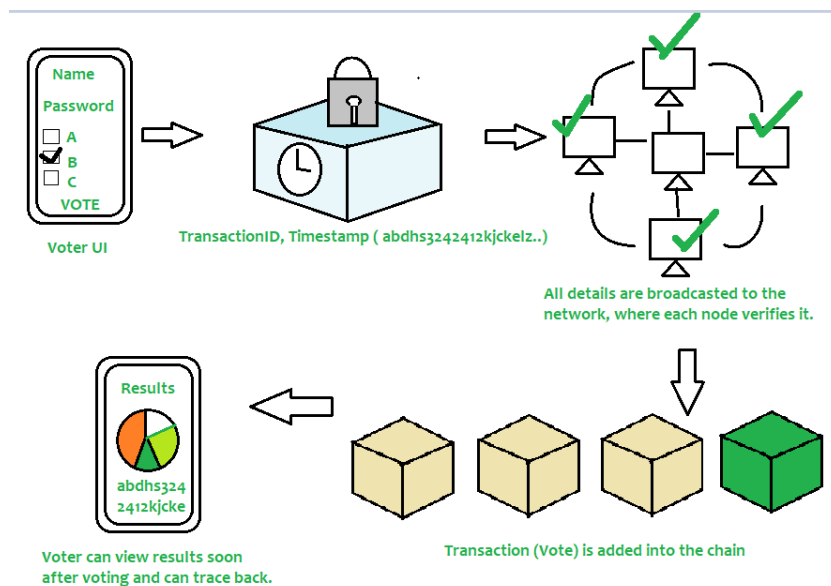 Name
Password
A
B
C
VOTE
Voter UI
TransactionID, Timestamp ( abdhs3242412kjckelz..)
All details are broadcasted to the
network, where each node verifies it.
Results
abdhs324
2412kjcke
Voter can view results soon
after voting and can trace back.
Transaction (Vote) is added into the chain